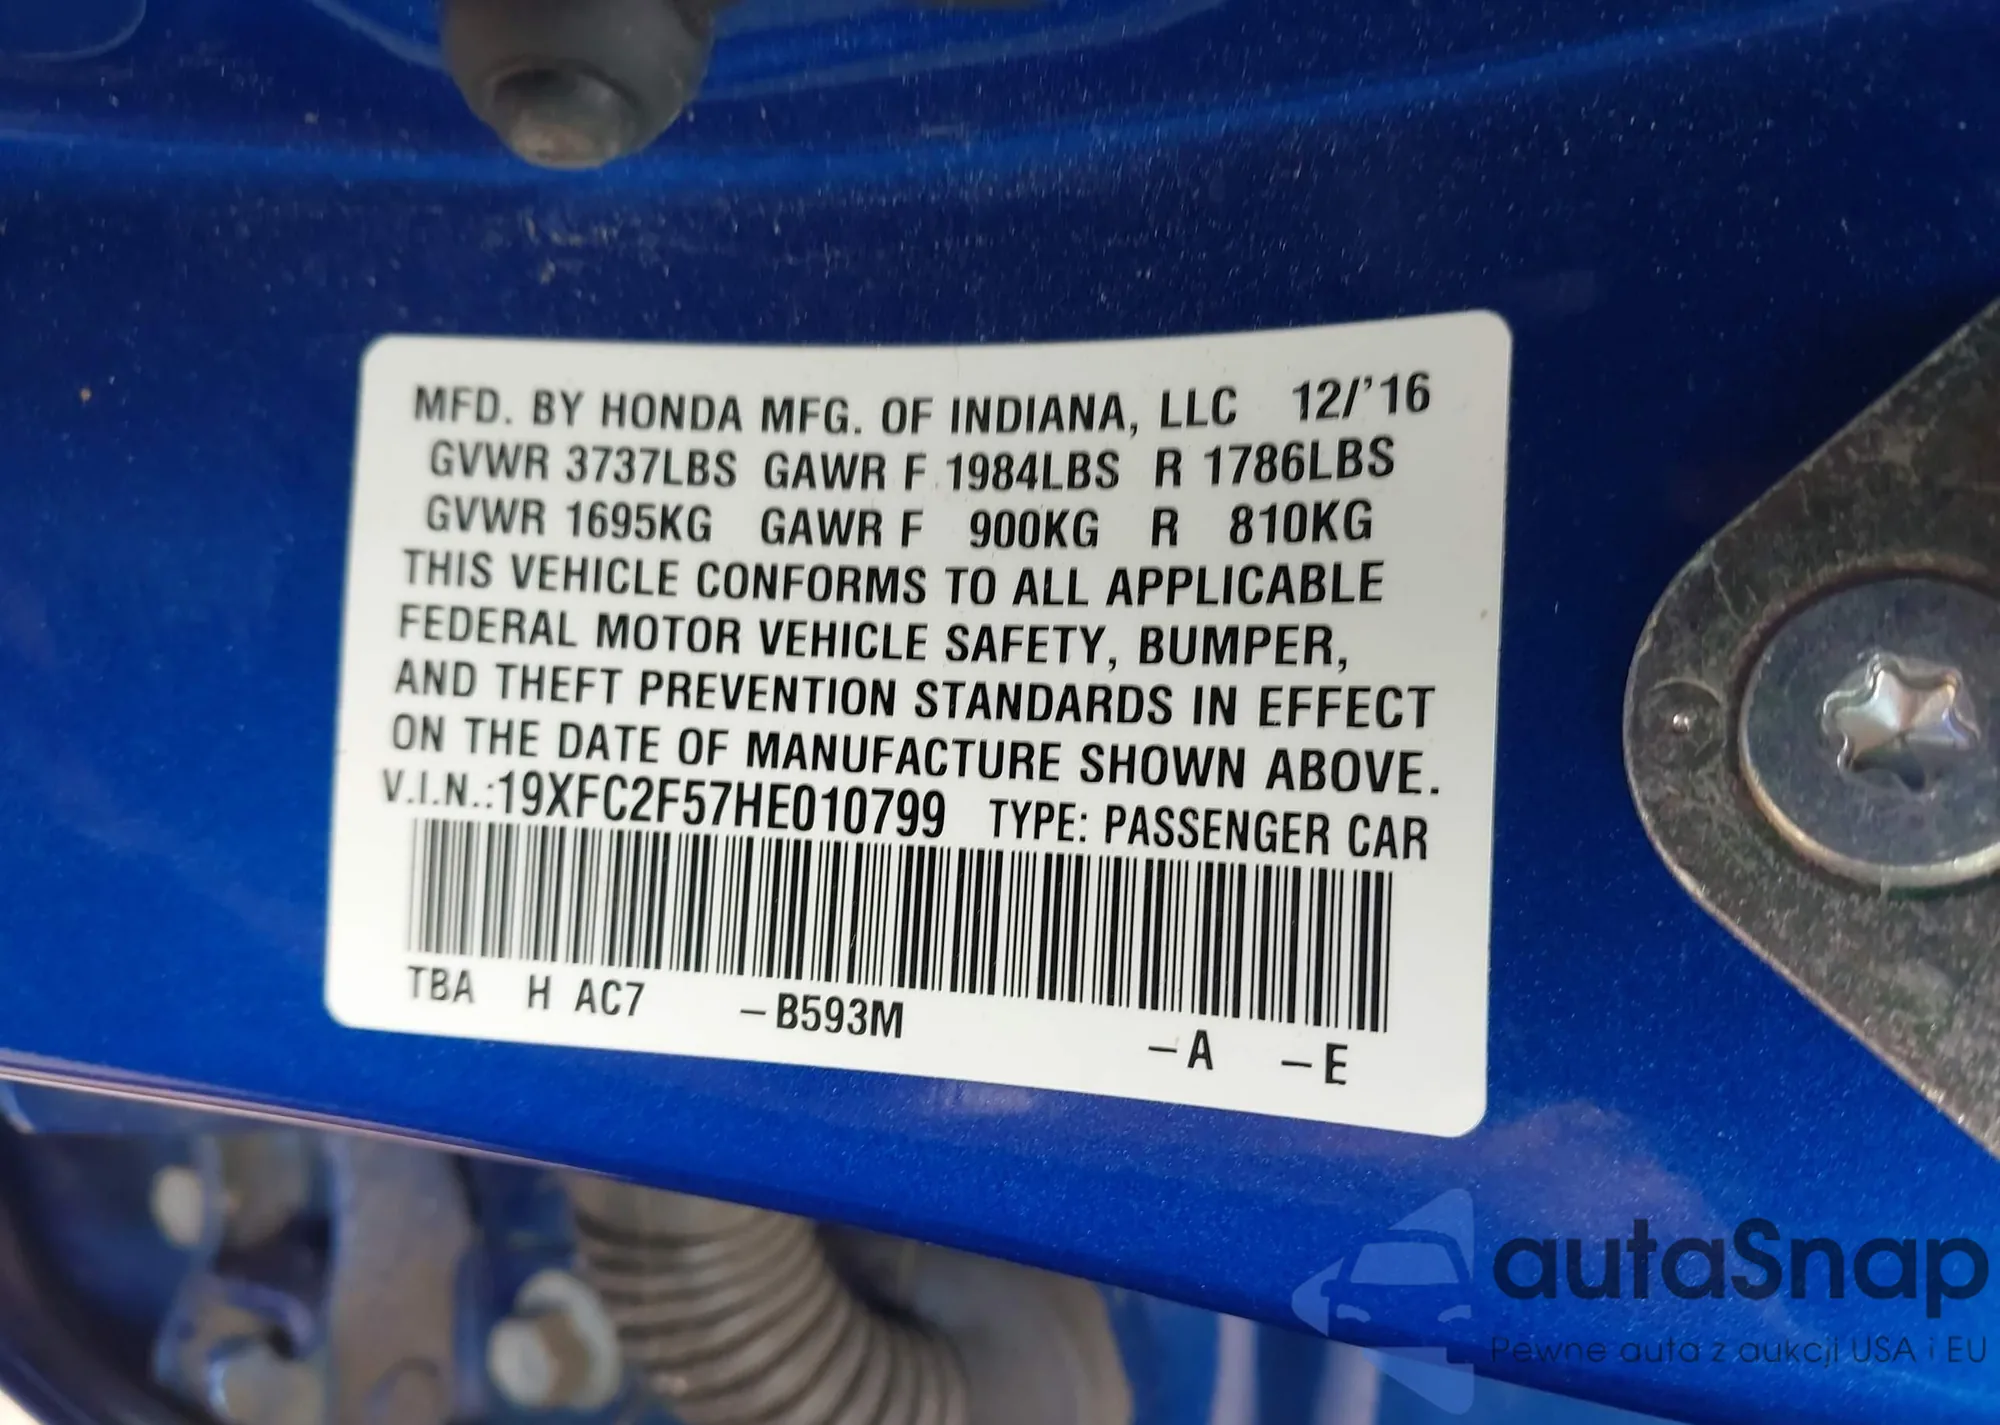 MFD. BY HONDA MFG. OF INDIANA, LLC 12/'16
GVWR 3737LBS GAWR F 1984LBS R 1786LBS
GVWR 1695KG GAWR F 900KG R 810KG
THIS VEHICLE CONFORMS TO ALL APPLICABLE
FEDERAL MOTOR VEHICLE SAFETY, BUMPER,
AND THEFT PREVENTION STANDARDS IN EFFECT
ON THE DATE OF MANUFACTURE SHOWN ABOVE.
V.I.N.:19XFC2F57HE010799 TYPE: PASSENGER CAR
TBA H AC7 –B593M –A –E
autaSnap
Pewne auta z aukcji USA i EU